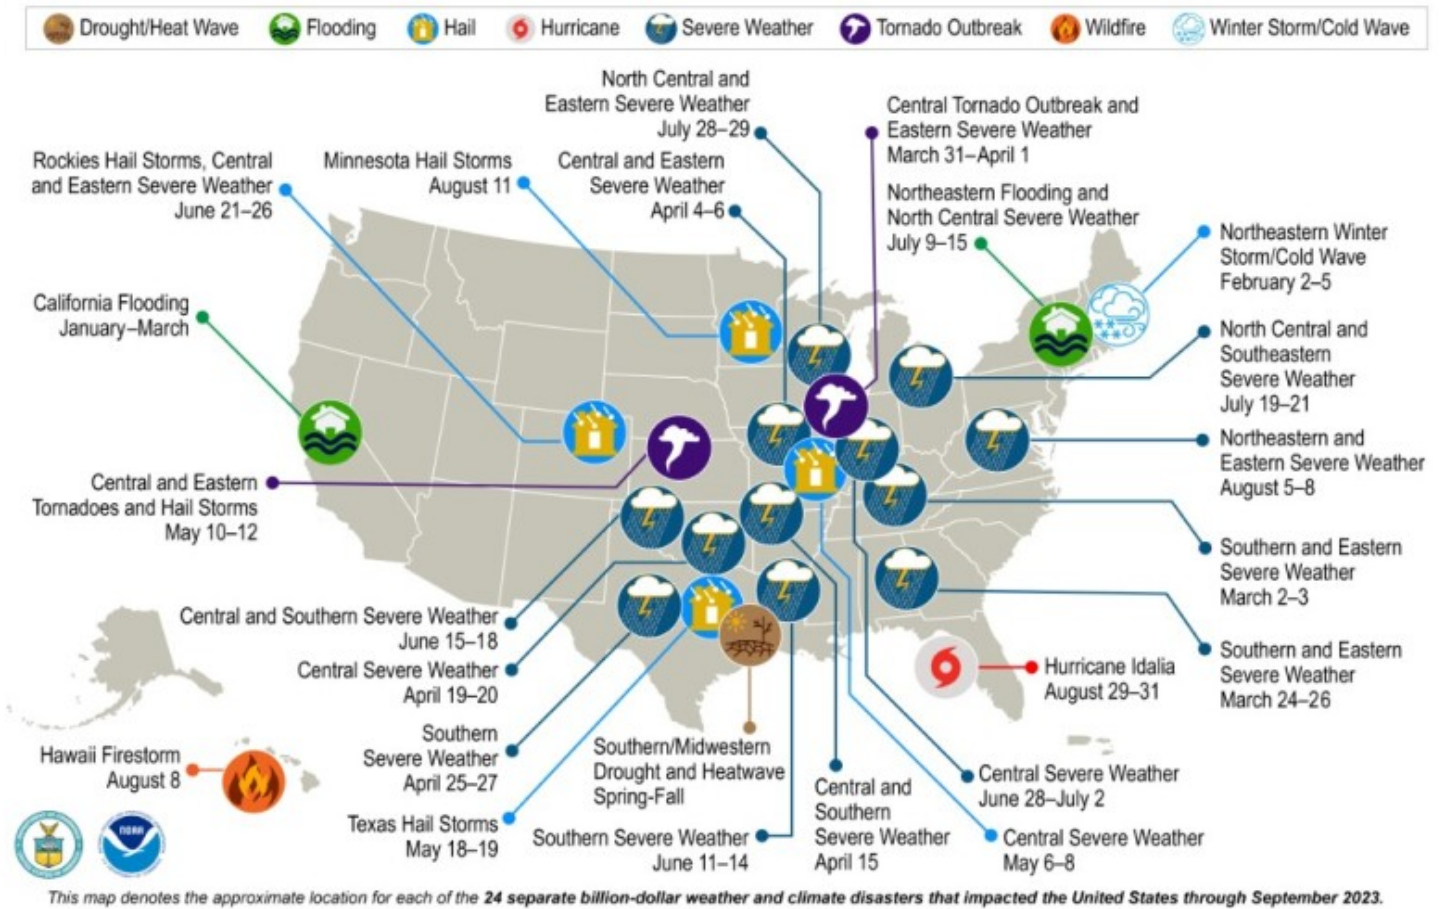 Drought/Heat Wave Flooding Hail Hurricane Severe Weather Tornado Outbreak Wildfire Winter Storm/Cold Wave
North Central and
Eastern Severe Weather
July 28–29
Central Tornado Outbreak and
Eastern Severe Weather
March 31–April 1
Rockies Hail Storms, Central
and Eastern Severe Weather
June 21–26
Minnesota Hail Storms
August 11
Central and Eastern
Severe Weather
April 4–6
Northeastern Flooding and
North Central Severe Weather
July 9–15
Northeastern Winter
Storm/Cold Wave
February 2–5
California Flooding
January–March
North Central and
Southeastern
Severe Weather
July 19–21
Northeastern and
Eastern Severe Weather
August 5–8
Central and Eastern
Tornadoes and Hail Storms
May 10–12
Southern and Eastern
Severe Weather
March 2–3
Central and Southern Severe Weather
June 15–18
Central Severe Weather
April 19–20
Southern and Eastern
Severe Weather
March 24–26
Hurricane Idalia
August 29–31
Southern
Severe Weather
April 25–27
Hawaii Firestorm
August 8
Southern/Midwestern
Drought and Heatwave
Spring-Fall
Central and
Southern
Severe Weather
April 15
Central Severe Weather
June 28–July 2
Texas Hail Storms
May 18–19
Southern Severe Weather
June 11–14
Central Severe Weather
May 6–8
NOAA
This map denotes the approximate location for each of the 24 separate billion-dollar weather and climate disasters that impacted the United States through September 2023.